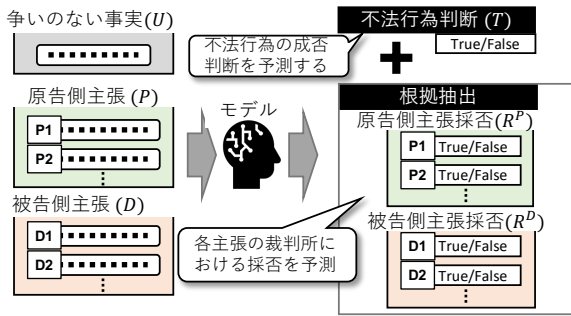 争いのない事実(U)
原告側主張 (P)
P1
P2
⋮
被告側主張 (D)
D1
D2
⋮
モデル
不法行為の成否
判断を予測する
各主張の裁判所に
おける採否を予測
不法行為判断 (T)
True/False
+
根拠抽出
原告側主張採否(R^P)
P1 True/False
P2 True/False
⋮
被告側主張採否(R^D)
D1 True/False
D2 True/False
⋮